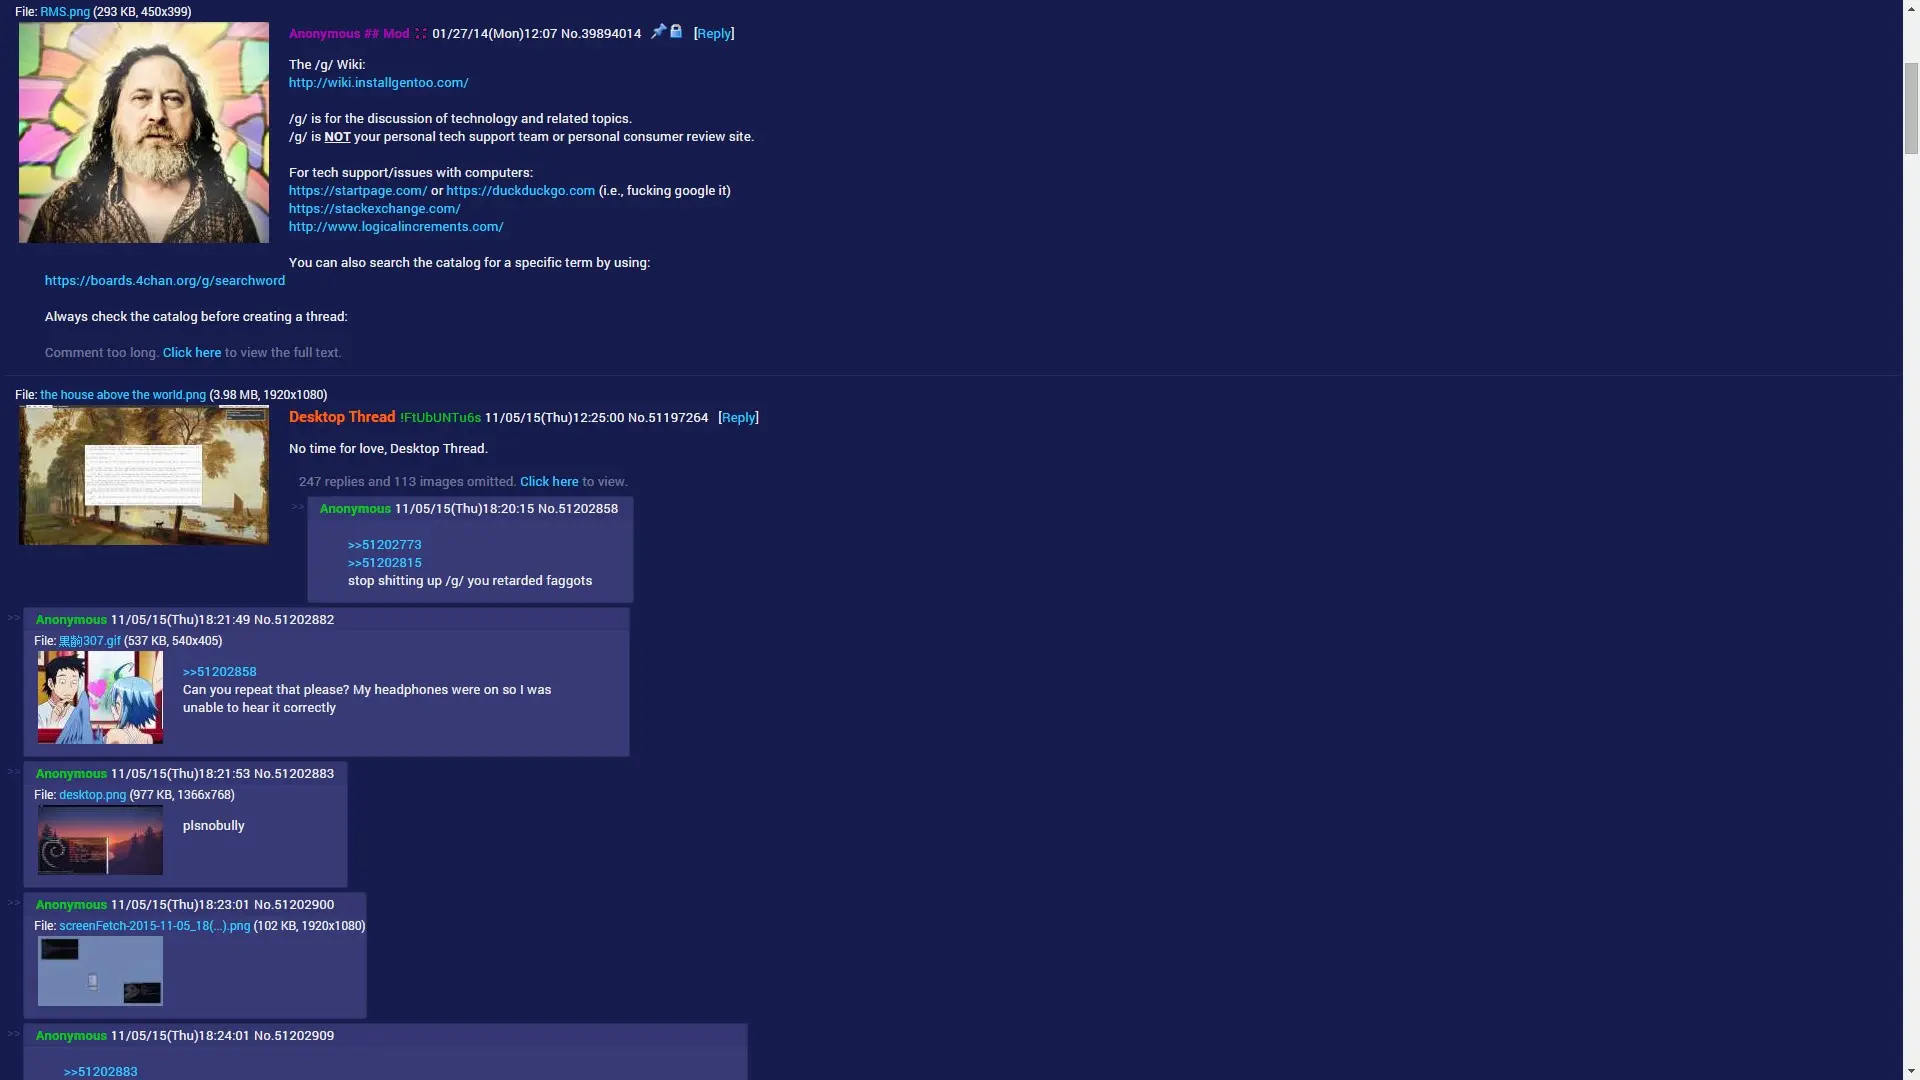 File: RMS.png (293 KB, 450x399)
Anonymous ## Mod 01/27/14(Mon)12:07 No.39894014 [Reply]
The /g/ Wiki:
http://wiki.installgentoo.com/
/g/ is for the discussion of technology and related topics.
/g/ is NOT your personal tech support team or personal consumer review site.
For tech support/issues with computers:
https://startpage.com/ or https://duckduckgo.com (i.e., fucking google it)
https://stackexchange.com/
http://www.logicalincrements.com/
You can also search the catalog for a specific term by using:
https://boards.4chan.org/g/searchword
Always check the catalog before creating a thread:
Comment too long. Click here to view the full text.
File: the house above the world.png (3.98 MB, 1920x1080)
Desktop Thread !FtUbUNTu6s 11/05/15(Thu)12:25:00 No.51197264 [Reply]
No time for love, Desktop Thread.
247 replies and 113 images omitted. Click here to view.
>> Anonymous 11/05/15(Thu)18:20:15 No.51202858
>>51202773
>>51202815
stop shitting up /g/ you retarded faggots
>> Anonymous 11/05/15(Thu)18:21:49 No.51202882
File: 307.gif (537 KB, 540x405)
>>51202858
Can you repeat that please? My headphones were on so I was
unable to hear it correctly
>> Anonymous 11/05/15(Thu)18:21:53 No.51202883
File: desktop.png (977 KB, 1366x768)
plsnobully
>> Anonymous 11/05/15(Thu)18:23:01 No.51202900
File: screenFetch-2015-11-05_18(...).png (102 KB, 1920x1080)
>> Anonymous 11/05/15(Thu)18:24:01 No.51202909
>>51202883